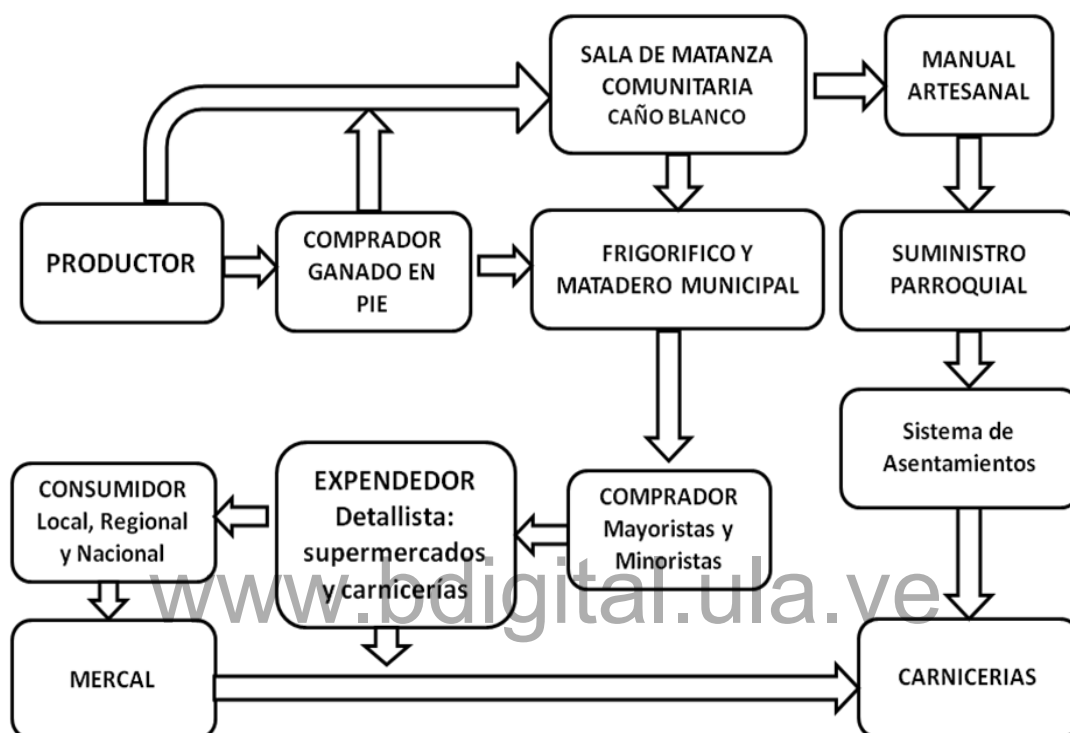 SALA DE MATANZA
COMUNITARIA
CAÑO BLANCO
MANUAL
ARTESANAL
PRODUCTOR
COMPRADOR
GANADO EN
PIE
FRIGORIFICO Y
MATADERO MUNICIPAL
SUMINISTRO
PARROQUIAL
Sistema de
Asentamientos
CONSUMIDOR
Local, Regional
y Nacional
EXPENDEDOR
Detallista:
supermercados
y carnicerías
COMPRADOR
Mayoristas y
Minoristas
www.bdigital.ula.ve
MERCAL
CARNICERIAS